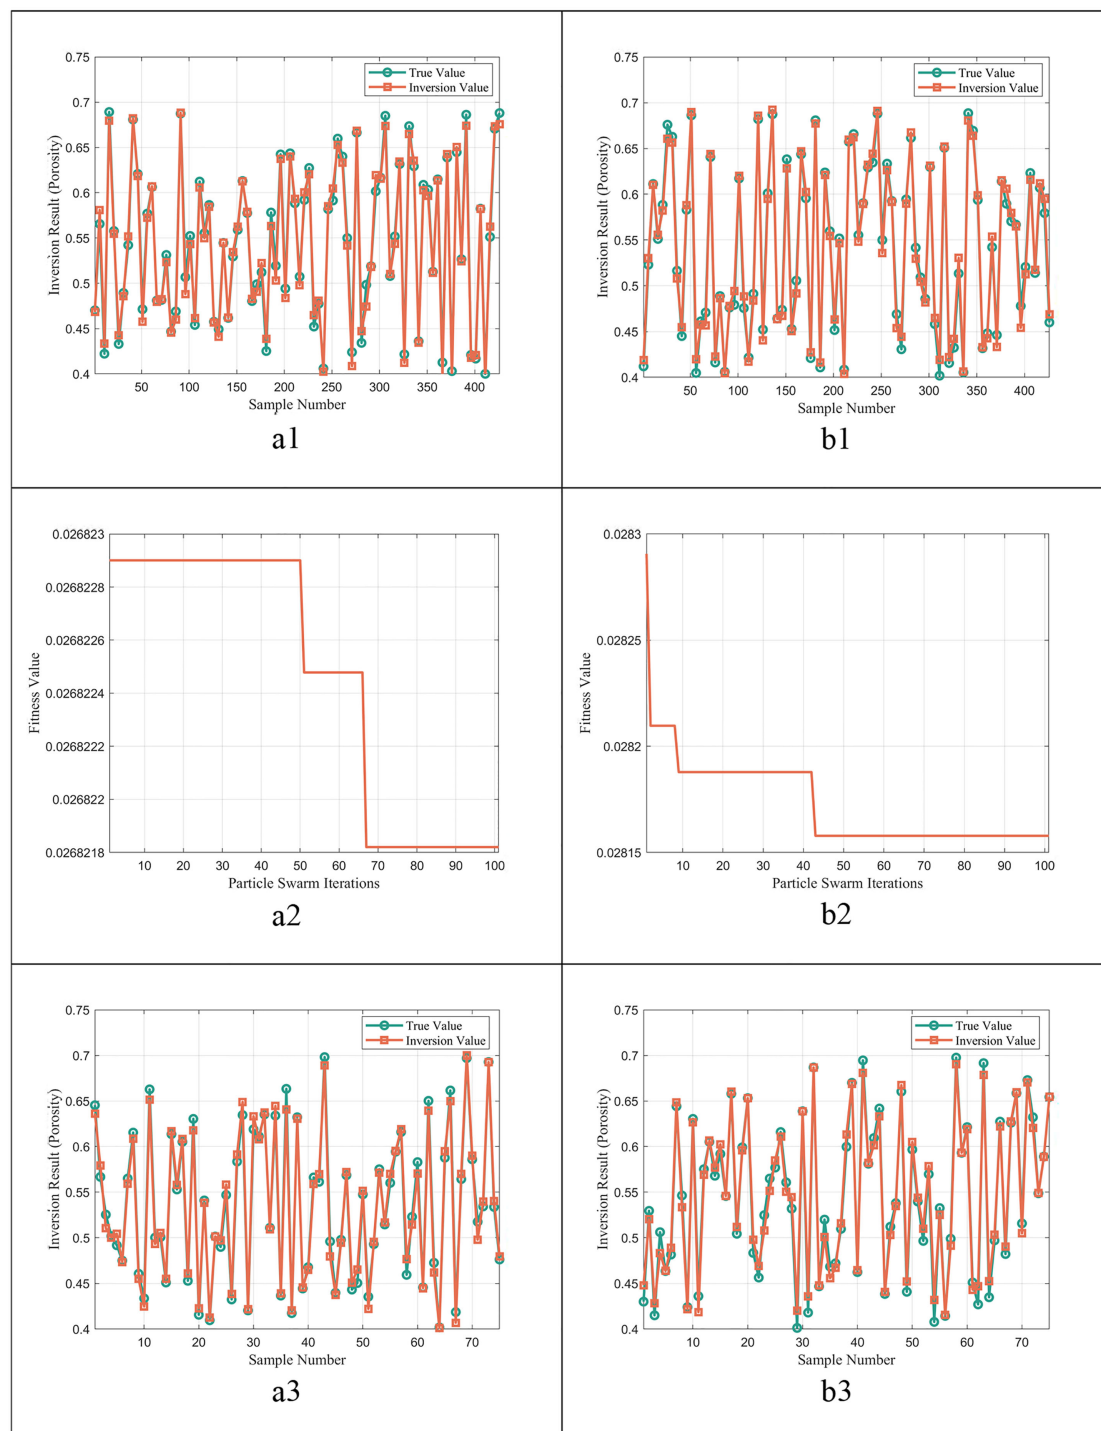 0.75
0.7
0.65
0.6
0.55
0.5
0.45
0.4
Inversion Result (Porosity)
True Value
Inversion Value
50 100 150 200 250 300 350 400
Sample Number
a1
0.75
0.7
0.65
0.6
0.55
0.5
0.45
0.4
Inversion Result (Porosity)
True Value
Inversion Value
50 100 150 200 250 300 350 400
Sample Number
b1
0.026823
0.0268228
0.0268226
0.0268224
0.0268222
0.026822
0.0268218
Fitness Value
10 20 30 40 50 60 70 80 90 100
Particle Swarm Iterations
a2
0.0283
0.02825
0.0282
0.02815
Fitness Value
10 20 30 40 50 60 70 80 90 100
Particle Swarm Iterations
b2
0.75
0.7
0.65
0.6
0.55
0.5
0.45
0.4
Inversion Result (Porosity)
True Value
Inversion Value
10 20 30 40 50 60 70
Sample Number
a3
0.75
0.7
0.65
0.6
0.55
0.5
0.45
0.4
Inversion Result (Porosity)
True Value
Inversion Value
10 20 30 40 50 60 70
Sample Number
b3